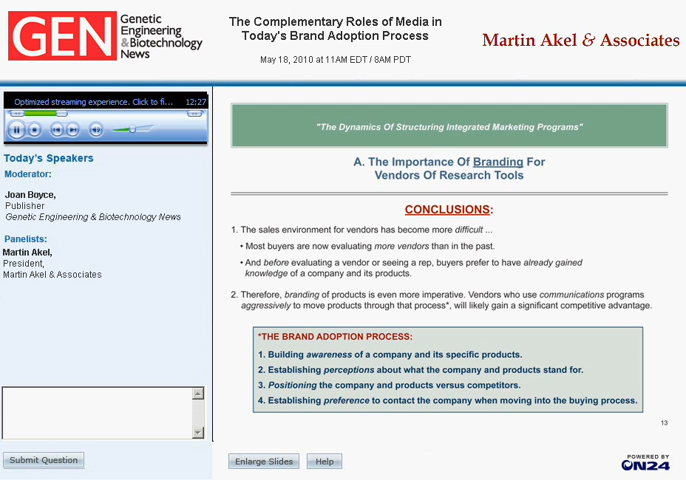 GEN Genetic
Engineering
&Biotechnology
News
The Complementary Roles of Media in
Today's Brand Adoption Process
May 18, 2010 at 11AM EDT / 8AM PDT
Martin Akel & Associates
Optimized streaming experience. Click to fi... 12:27
Today's Speakers
Moderator:
Joan Boyce,
Publisher
Genetic Engineering & Biotechnology News
Panelists:
Martin Akel,
President,
Martin Akel & Associates
Submit Question
"The Dynamics Of Structuring Integrated Marketing Programs"
A. The Importance Of Branding For
Vendors Of Research Tools
CONCLUSIONS:
1. The sales environment for vendors has become more difficult ...
• Most buyers are now evaluating more vendors than in the past.
• And before evaluating a vendor or seeing a rep, buyers prefer to have already gained
knowledge of a company and its products.
2. Therefore, branding of products is even more imperative. Vendors who use communications programs
aggressively to move products through that process*, will likely gain a significant competitive advantage.
*THE BRAND ADOPTION PROCESS:
1. Building awareness of a company and its specific products.
2. Establishing perceptions about what the company and products stand for.
3. Positioning the company and products versus competitors.
4. Establishing preference to contact the company when moving into the buying process.
13
Enlarge Slides Help
POWERED BY
ON24